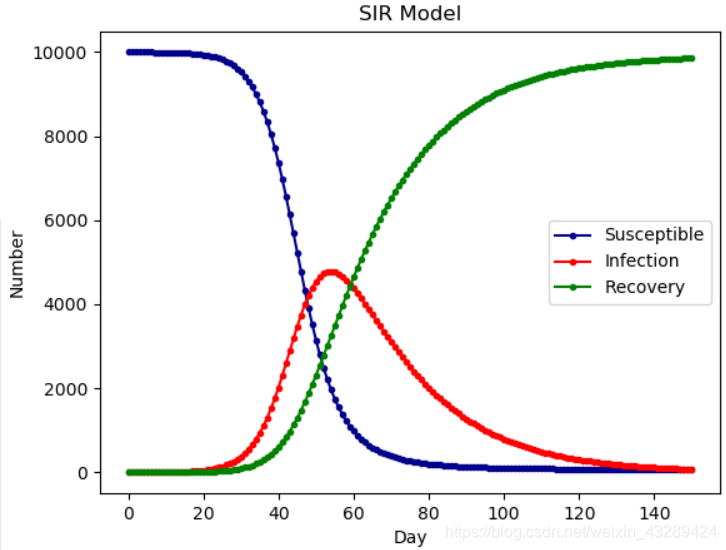 SIR Model
10000
8000
6000
4000
2000
0
Number
Susceptible
Infection
Recovery
0 20 40 60 80 100 120 140
Day
https://blog.csdn.net/weixin_43289424